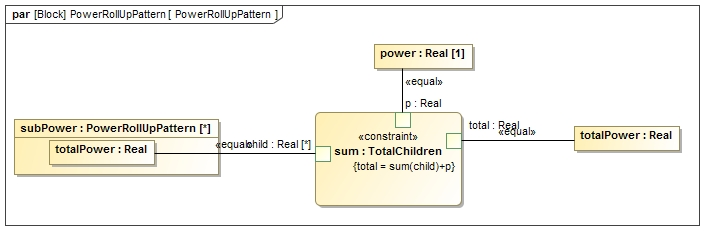 par [Block] PowerRollUpPattern [ PowerRollUpPattern ]
power : Real [1]
«equal»
p : Real
subPower : PowerRollUpPattern [*]
totalPower : Real
«equal»
child : Real [*]
«constraint»
sum : TotalChildren
{total = sum(child)+p}
total : Real
«equal»
totalPower : Real